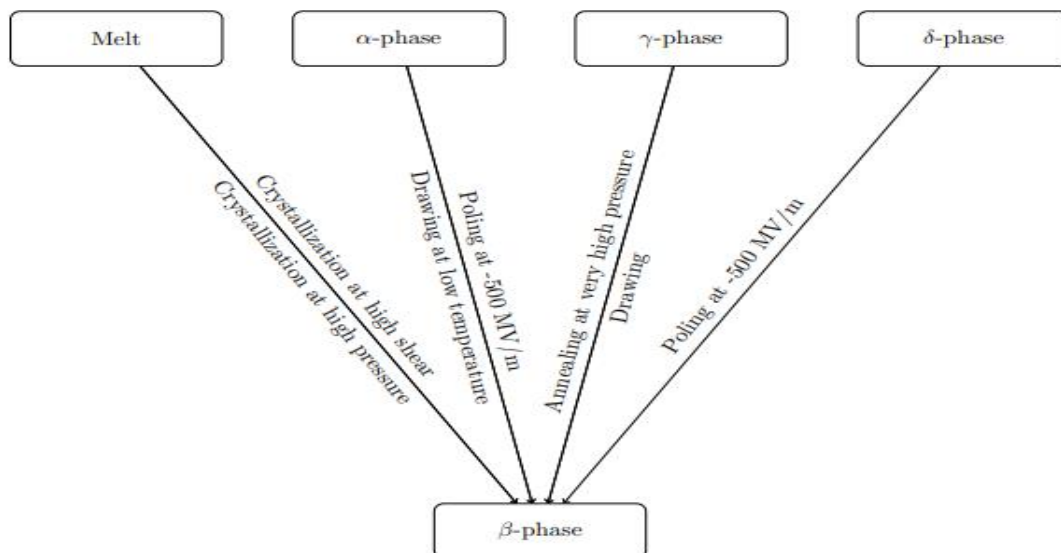 Melt
α-phase
γ-phase
δ-phase
Crystallization at high shear
Crystallization at high pressure
Poling at -500 MV/m
Drawing at low temperature
Annealing at very high pressure
Drawing
Poling at -500 MV/m
β-phase